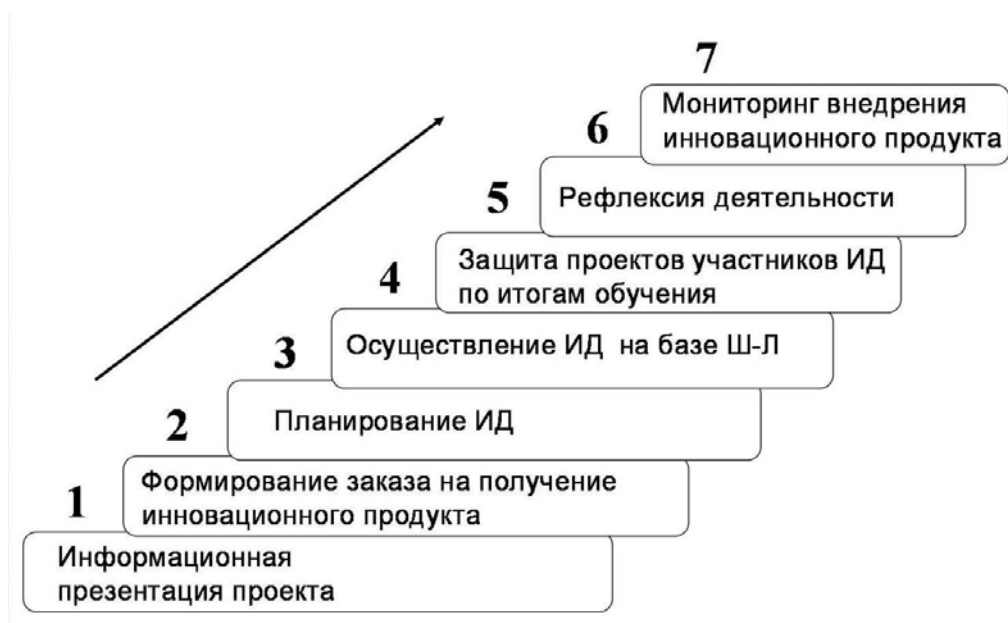 7
Мониторинг внедрения
инновационного продукта
6
Рефлексия деятельности
5
Защита проектов участников ИД
по итогам обучения
4
Осуществление ИД на базе Ш-Л
3
Планирование ИД
2
Формирование заказа на получение
инновационного продукта
1
Информационная
презентация проекта